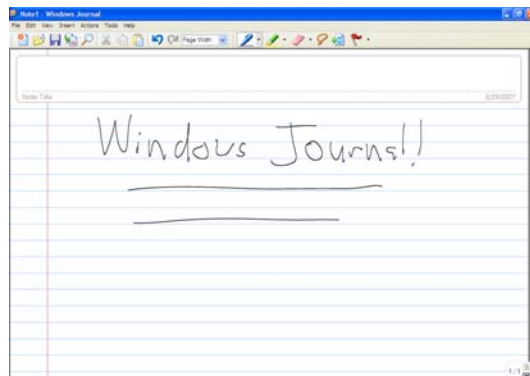 Note1 - Windows Journal
File Edit View Insert Actions Tools Help
Page Width
Note Title
6/29/2007
Windows Journal!
1/1